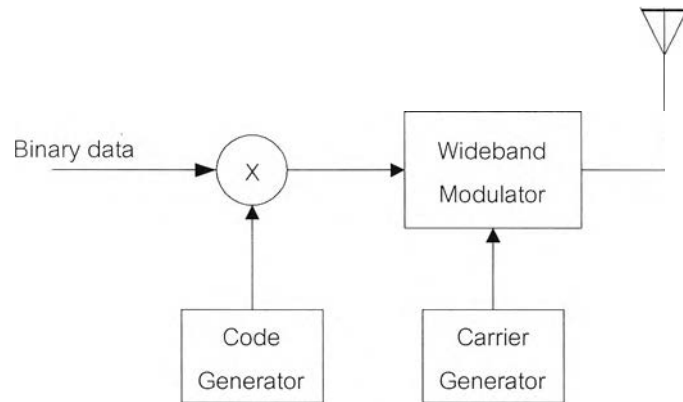 Binary data
X
Wideband
Modulator
Code
Generator
Carrier
Generator